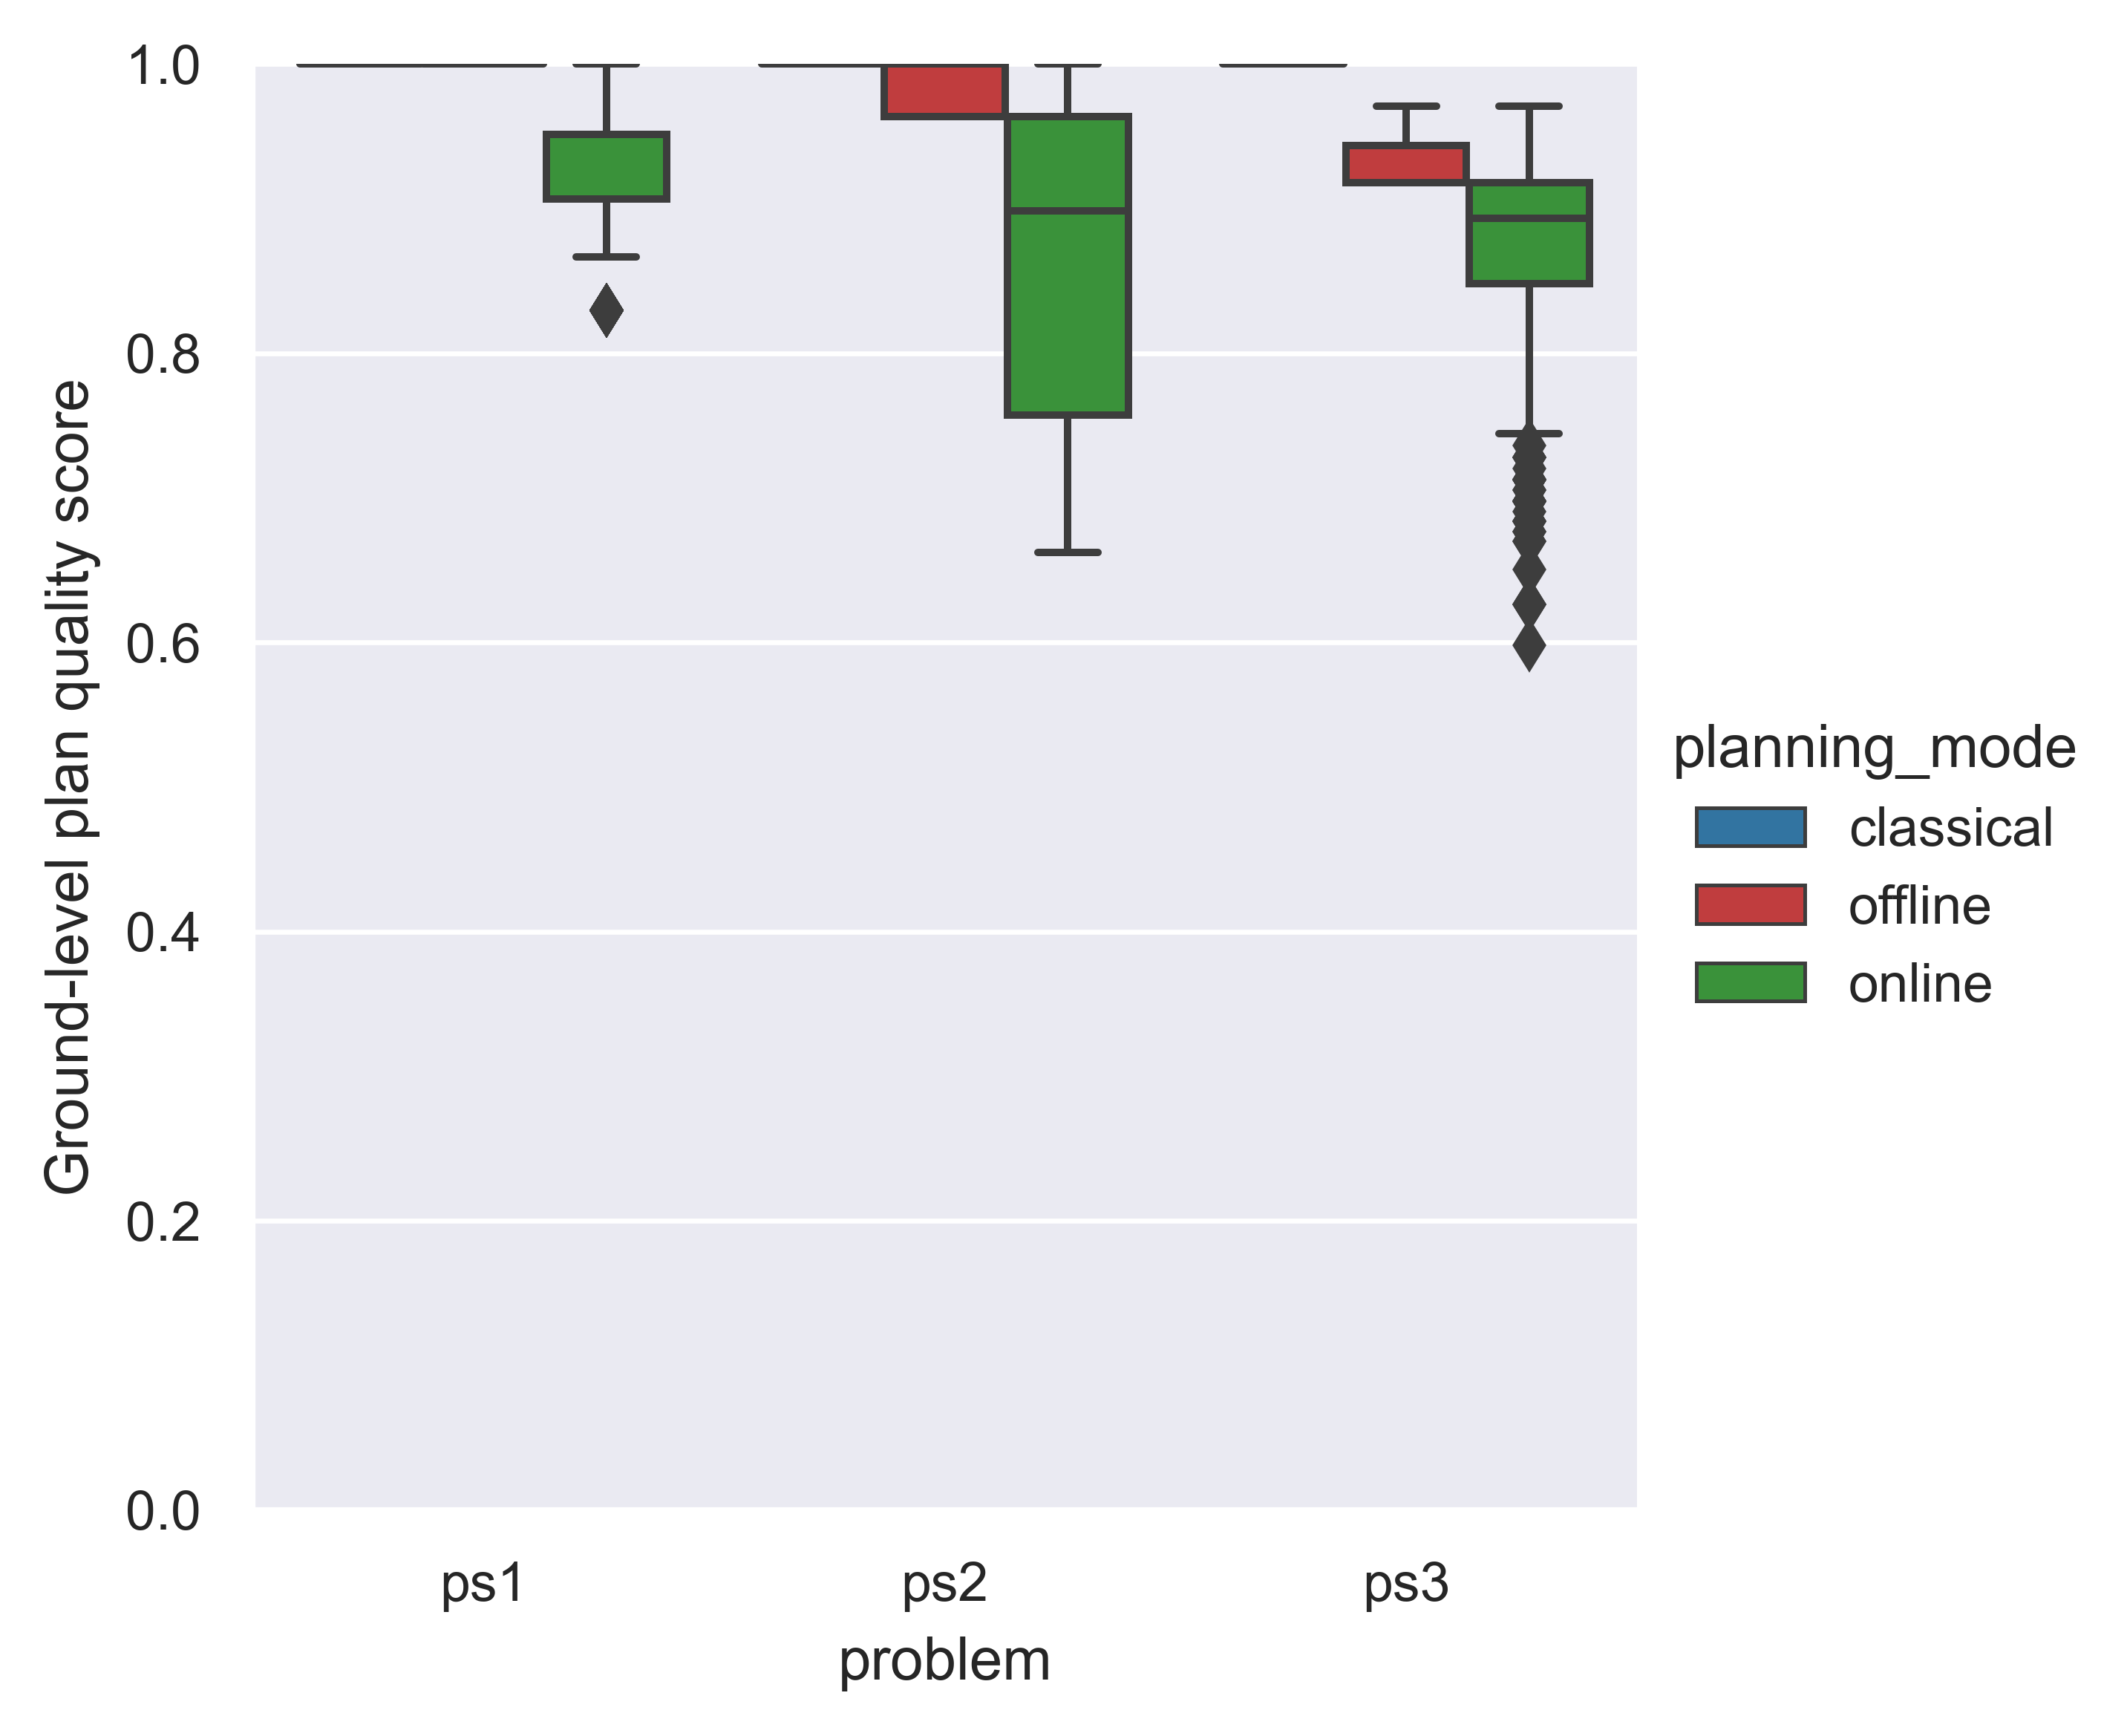 1.0
0.8
0.6
0.4
0.2
0.0
Ground-level plan quality score
ps1
ps2
ps3
problem
planning_mode
classical
offline
online